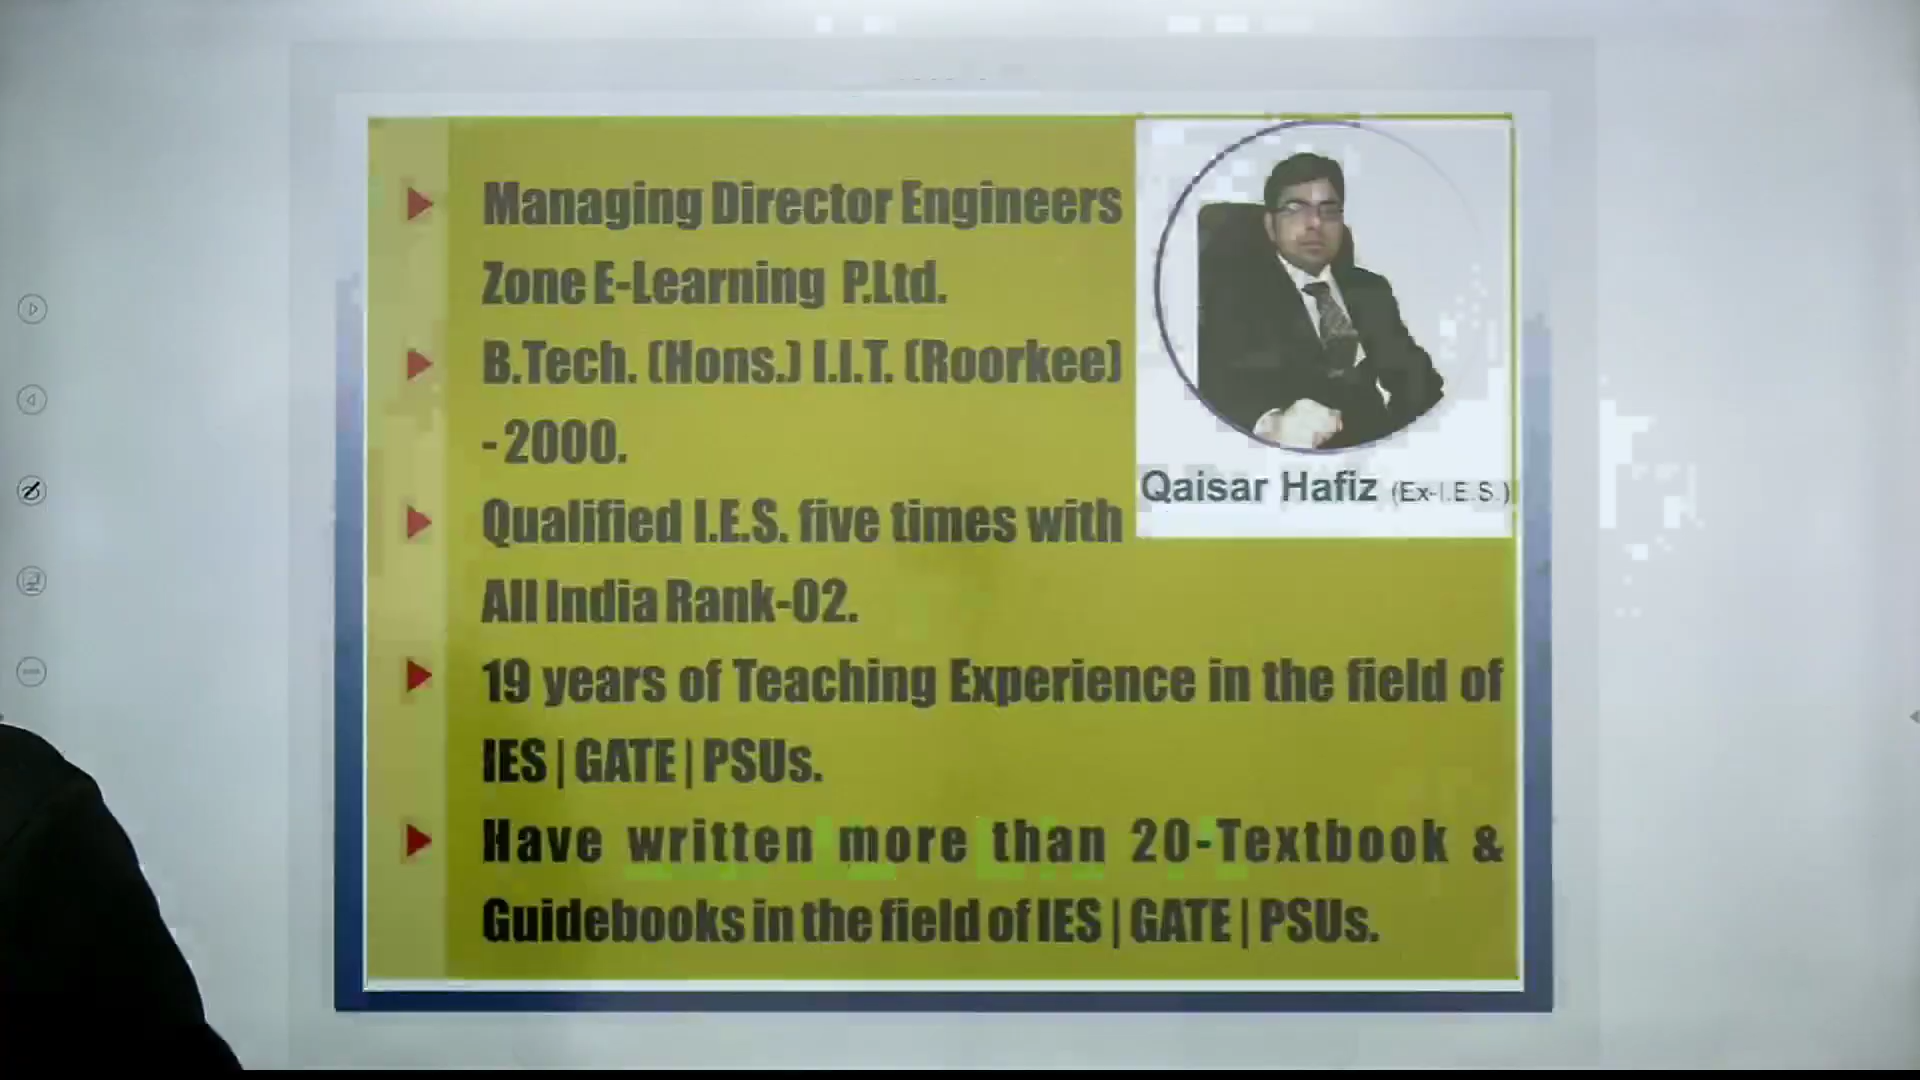 Managing Director Engineers
Zone E-Learning P.Ltd.
B.Tech. (Hons.) I.I.T. (Roorkee)
- 2000.
Qualified I.E.S. five times with
All India Rank-02.
19 years of Teaching Experience in the field of
IES | GATE | PSUs.
Have written more than 20-Textbook &
Guidebooks in the field of IES | GATE | PSUs.
Qaisar Hafiz (Ex-I.E.S.)